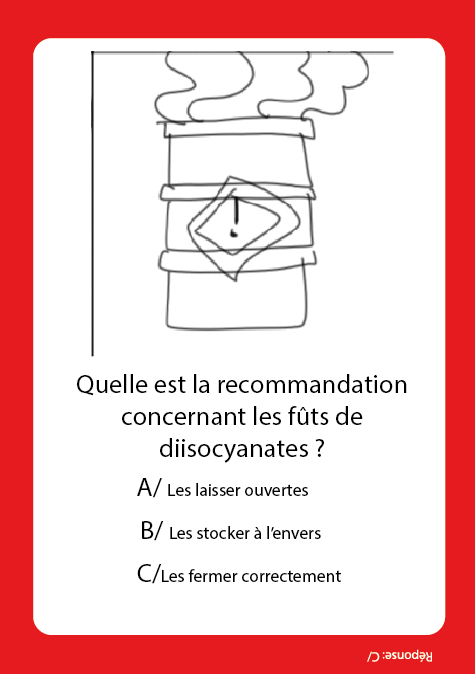 !
Quelle est la recommandation
concernant les fûts de
diisocyanates ?
A/ Les laisser ouvertes
B/ Les stocker à l'envers
C/Les fermer correctement
Réponse: C/